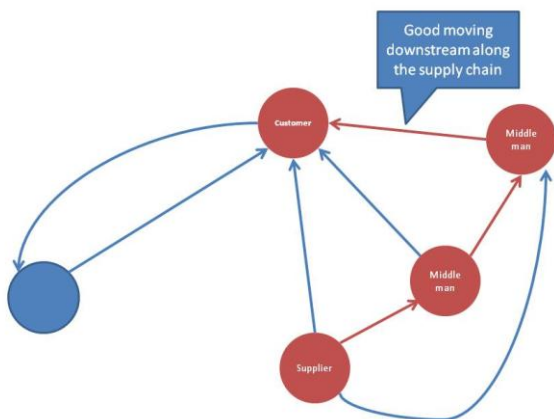 Good moving
downstream along
the supply chain
Customer
Middle
man
Middle
man
Supplier